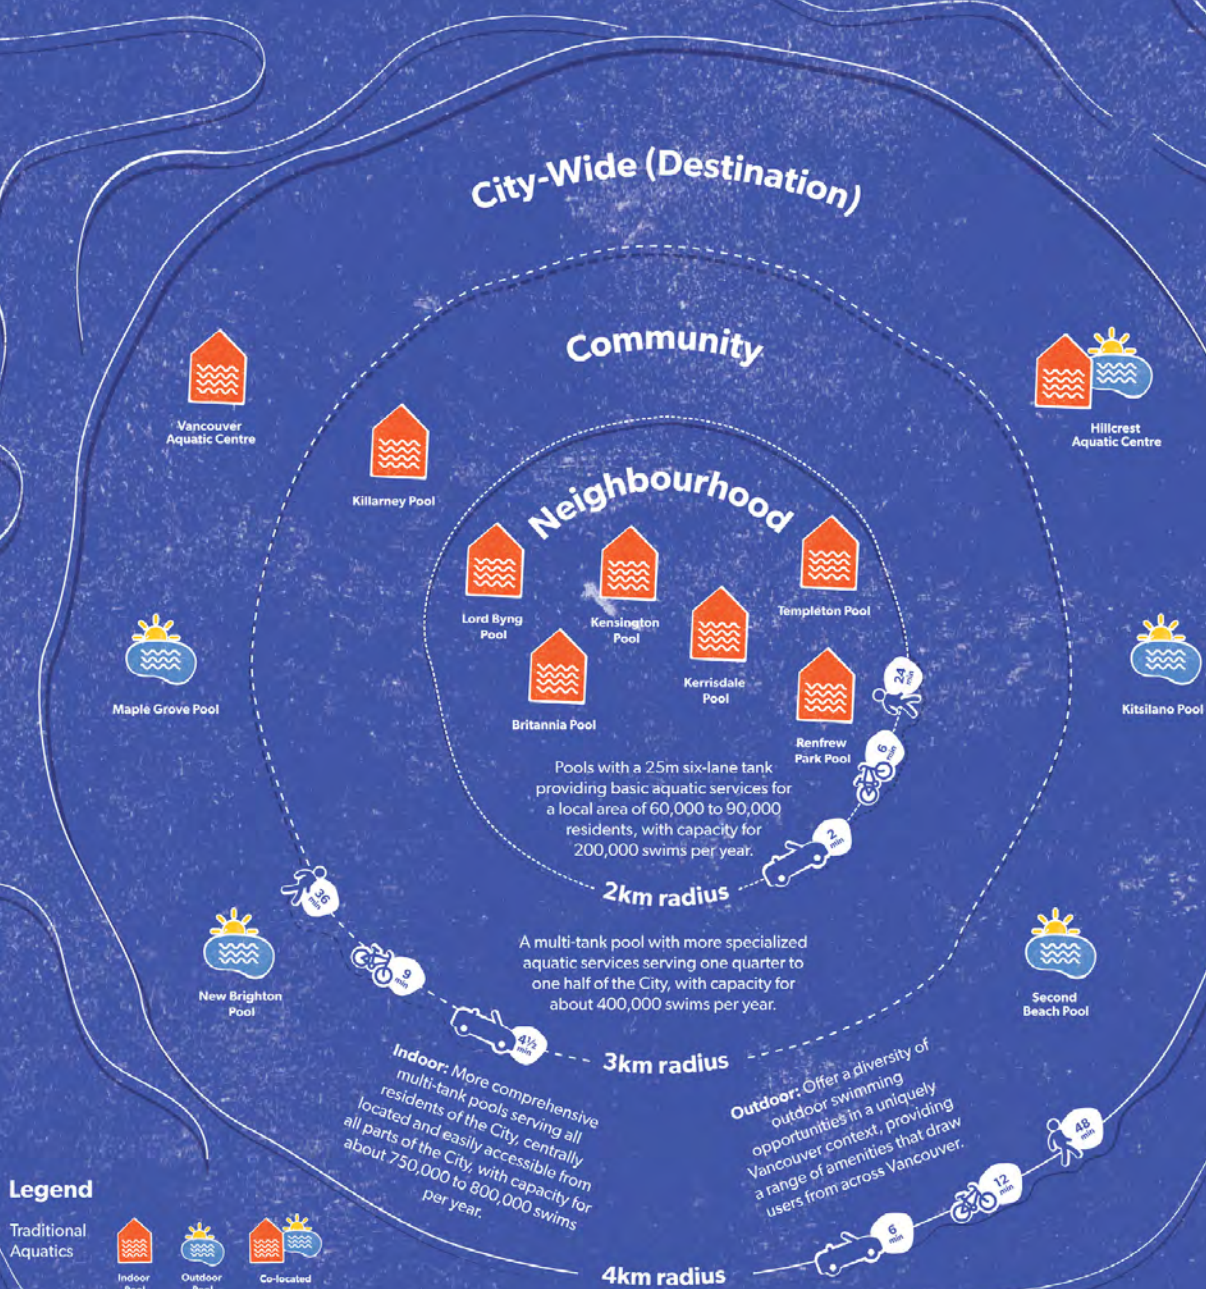 City-Wide (Destination)
Community
Neighbourhood
Vancouver
Aquatic Centre
Killarney Pool
Hillcrest
Aquatic Centre
Lord Byng
Pool
Kensington
Pool
Templeton Pool
Kerrisdale
Pool
Britannia Pool
Renfrew
Park Pool
Maple Grove Pool
Kitsilano Pool
24
min
6
min
2
min
Pools with a 25m six-lane tank
providing basic aquatic services for
a local area of 60,000 to 90,000
residents, with capacity for
200,000 swims per year.
2km radius
36
min
9
min
4½
min
A multi-tank pool with more specialized
aquatic services serving one quarter to
one half of the City, with capacity for
about 400,000 swims per year.
3km radius
New Brighton
Pool
Second
Beach Pool
Indoor: More comprehensive
multi-tank pools serving all
residents of the City, centrally
located and easily accessible from
all parts of the City, with capacity for
about 750,000 to 800,000 swims
per year.
Outdoor: Offer a diversity of
outdoor swimming
opportunities in a uniquely
Vancouver context, providing
a range of amenities that draw
users from across Vancouver.
48
min
12
min
6
min
4km radius
Legend
Traditional
Aquatics
Indoor
Pool
Outdoor
Pool
Co-located